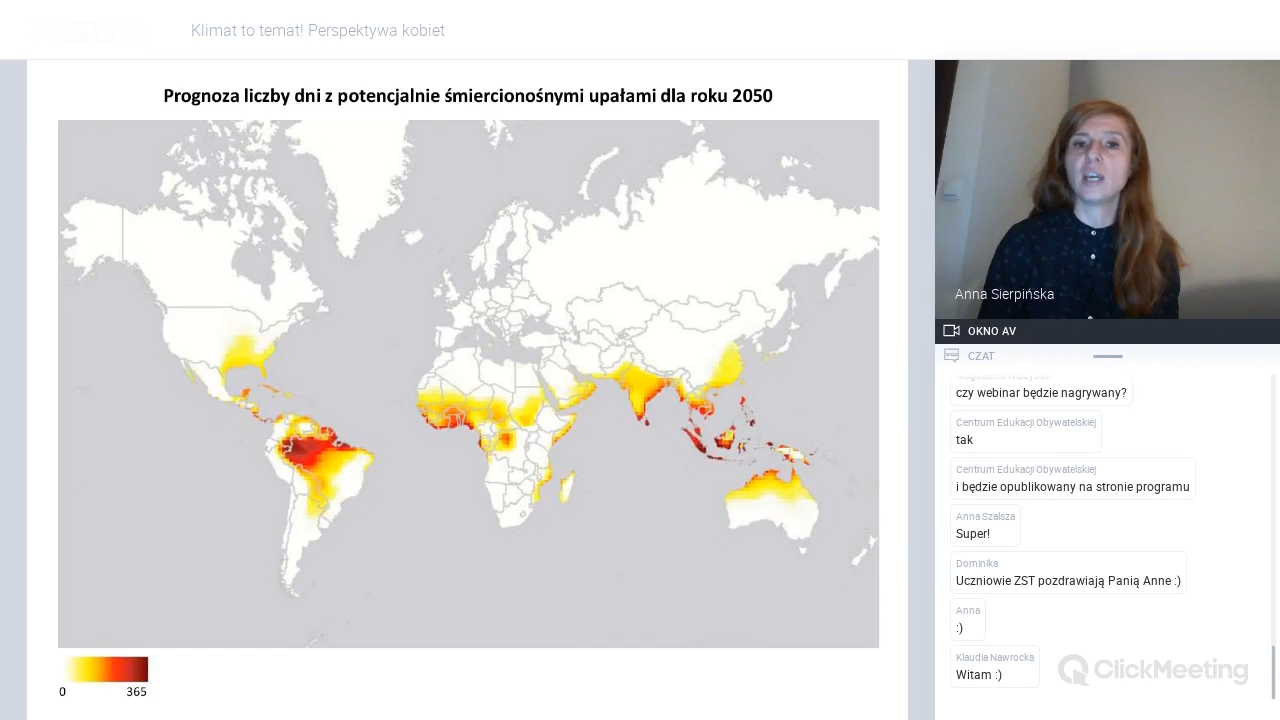 Klimat to temat! Perspektywa kobiet
Prognoza liczby dni z potencjalnie śmiercionośnymi upałami dla roku 2050
0
365
Anna Sierpińska
OKNO AV
CZAT
czy webinar będzie nagrywany?
Centrum Edukacji Obywatelskiej
tak
Centrum Edukacji Obywatelskiej
i będzie opublikowany na stronie programu
Anna Szalsza
Super!
Dominika
Uczniowie ZST pozdrawiają Panią Anne :)
Anna
:)
Klaudia Nawrocka
Witam :)
ClickMeeting